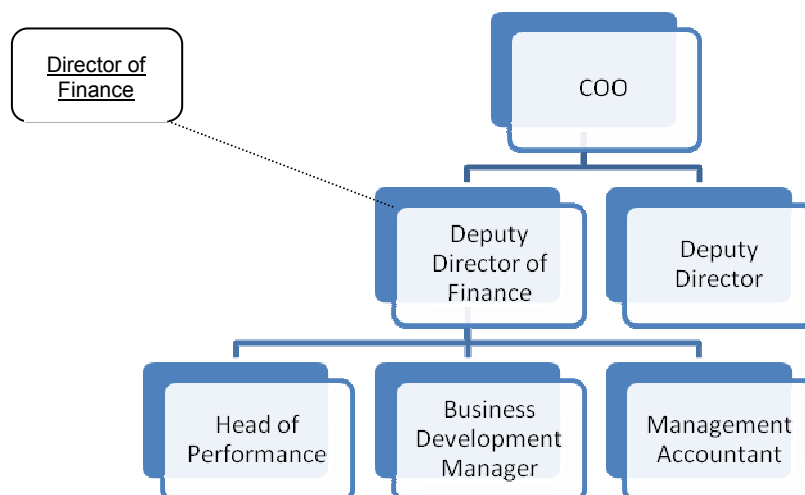 Director of
Finance
COO
Deputy
Director of
Finance
Deputy
Director
Head of
Performance
Business
Development
Manager
Management
Accountant